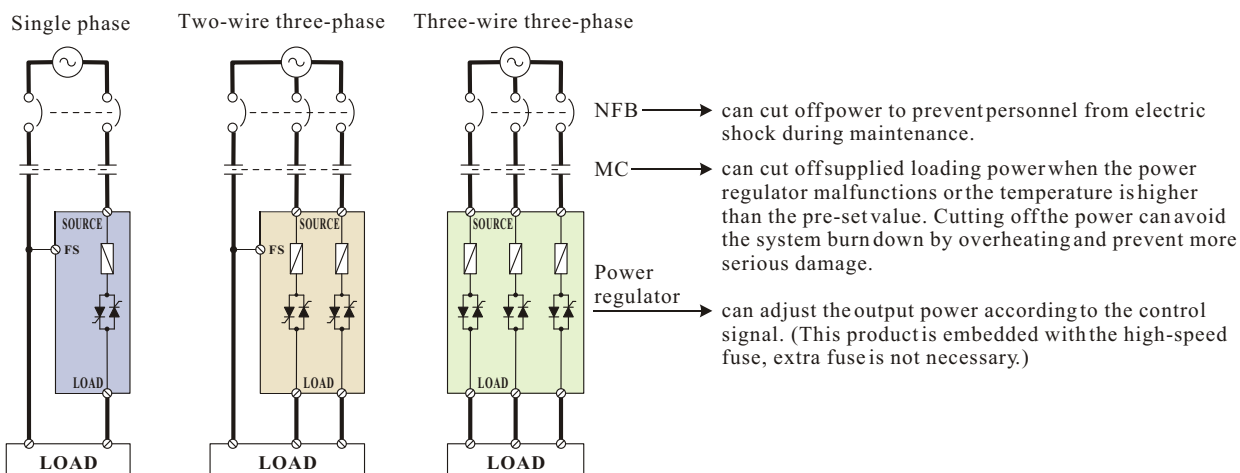 Single phase
Two-wire three-phase
Three-wire three-phase
NFB
can cut off power to prevent personnel from electric
shock during maintenance.
MC
can cut off supplied loading power when the power
regulator malfunctions or the temperature is higher
than the pre-set value. Cutting off the power can avoid
the system burn down by overheating and prevent more
serious damage.
Power
regulator
can adjust the output power according to the control
signal. (This product is embedded with the high-speed
fuse, extra fuse is not necessary.)
SOURCE
FS
LOAD
LOAD
SOURCE
FS
LOAD
LOAD
SOURCE
LOAD
LOAD